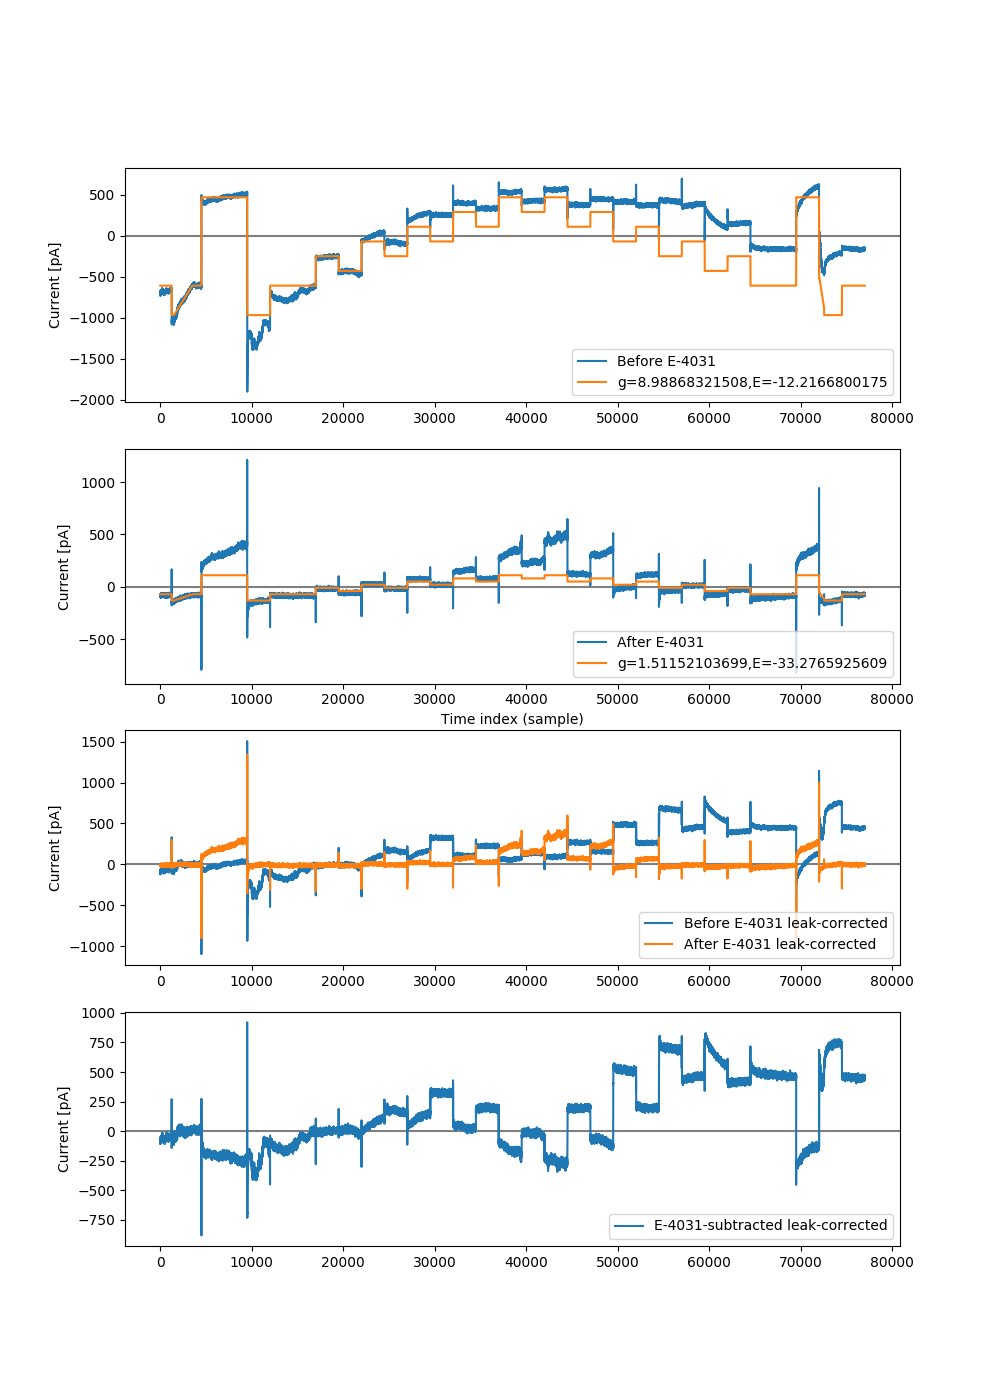 500
0
−500
−1000
−1500
−2000
Current [pA]
Before E-4031
g=8.98868321508,E=-12.2166800175
0 10000 20000 30000 40000 50000 60000 70000 80000
1000
500
0
−500
Current [pA]
After E-4031
g=1.51152103699,E=-33.2765925609
0 10000 20000 30000 40000 50000 60000 70000 80000
Time index (sample)
1500
1000
500
0
−500
−1000
Current [pA]
Before E-4031 leak-corrected
After E-4031 leak-corrected
0 10000 20000 30000 40000 50000 60000 70000 80000
1000
750
500
250
0
−250
−500
−750
Current [pA]
E-4031-subtracted leak-corrected
0 10000 20000 30000 40000 50000 60000 70000 80000